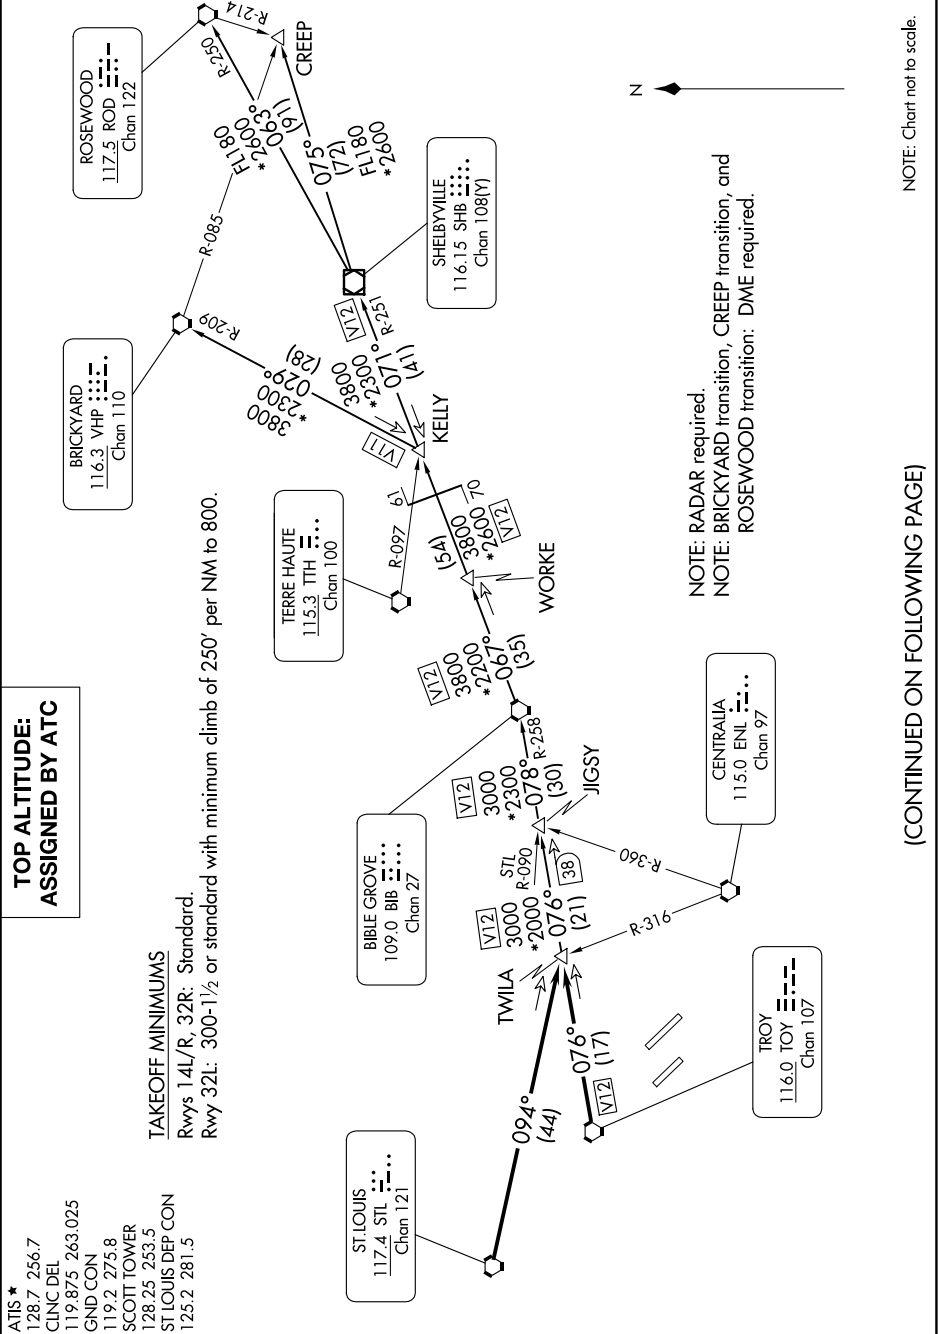 TOP ALTITUDE:
ASSIGNED BY ATC
ATIS ★
128.7 256.7
CLNC DEL
119.875 263.025
GND CON
119.2 275.8
SCOTT TOWER
128.25 253.5
ST LOUIS DEP CON
125.2 281.5
TAKEOFF MINIMUMS
Rwys 14L/R, 32R: Standard.
Rwy 32L: 300-1½ or standard with minimum climb of 250' per NM to 800.
ST.LOUIS
117.4 STL
Chan 121
094°
(44)
TROY
116.0 TOY
Chan 107
V12
076°
(17)
TWILA
V12
3000
*2000
076°
(21)
STL
R-090
38
R-316
R-360
CENTRALIA
115.0 ENL
Chan 97
JIGSY
V12
3000
*2300
078°
(30)
R-258
BIBLE GROVE
109.0 BIB
Chan 27
V12
3800
*2200
067°
(35)
WORKE
(54)
3800
*2600
V12
61
70
TERRE HAUTE
115.3 TTH
Chan 100
R-097
KELLY
V11
3800
*2300
029°
(28)
R-209
BRICKYARD
116.3 VHP
Chan 110
R-085
V12
3800
*2300
071°
(41)
R-251
SHELBYVILLE
116.15 SHB
Chan 108(Y)
FL180
*2600
063°
(91)
R-250
075°
(72)
FL180
*2600
ROSEWOOD
117.5 ROD
Chan 122
R-214
CREEP
N
NOTE: RADAR required.
NOTE: BRICKYARD transition, CREEP transition, and
ROSEWOOD transition: DME required.
NOTE: Chart not to scale.
(CONTINUED ON FOLLOWING PAGE)